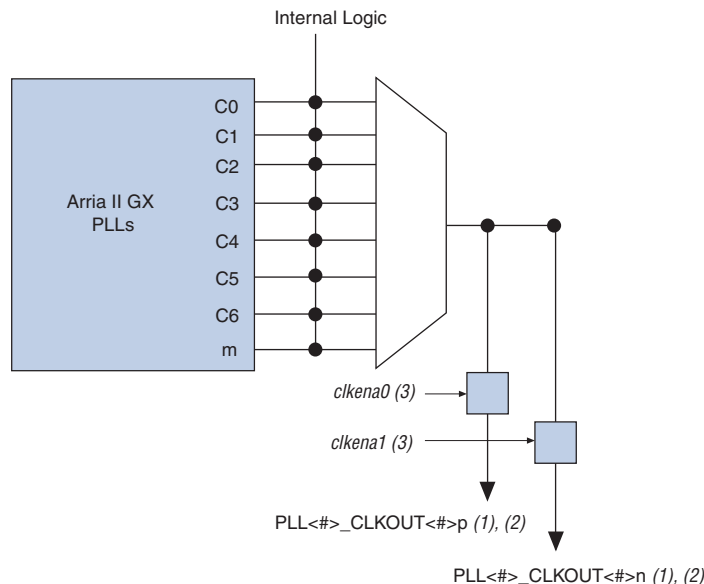 Internal Logic
C0
C1
C2
Arria II GX
PLLs
C3
C4
C5
C6
m
clkena0 (3)
clkena1 (3)
PLL<#>_CLKOUT<#>p (1), (2)
PLL<#>_CLKOUT<#>n (1), (2)